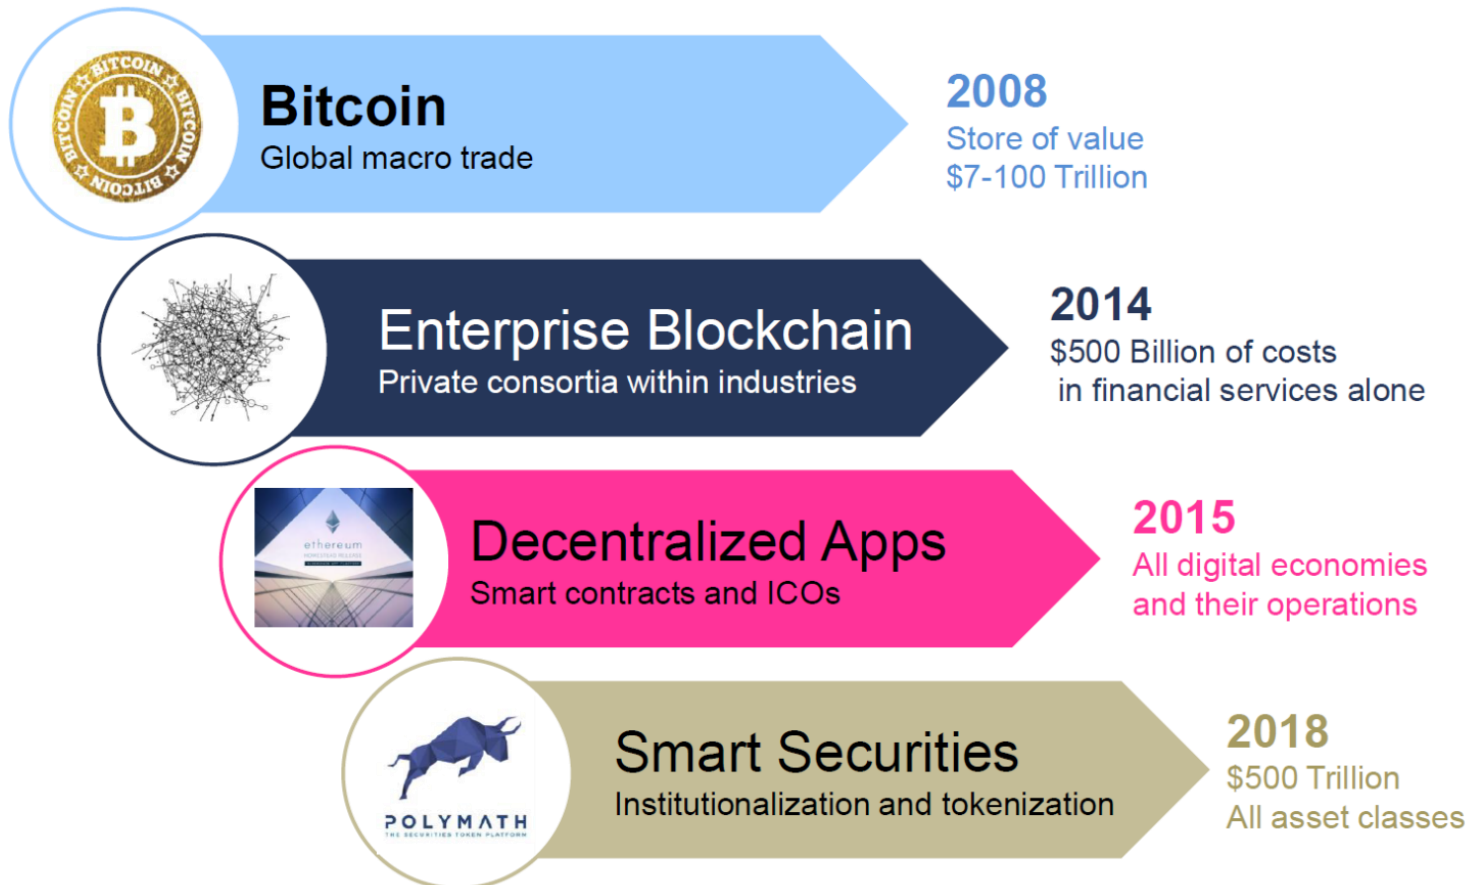 BITCOIN BITCOIN BITCOIN BITCOIN
Bitcoin
Global macro trade
2008
Store of value
$7-100 Trillion
Enterprise Blockchain
Private consortia within industries
2014
$500 Billion of costs
in financial services alone
ethereum
HOMESTEAD RELEASE
Decentralized Apps
Smart contracts and ICOs
2015
All digital economies
and their operations
POLYMATH
THE SECURITIES TOKEN PLATFORM
Smart Securities
Institutionalization and tokenization
2018
$500 Trillion
All asset classes